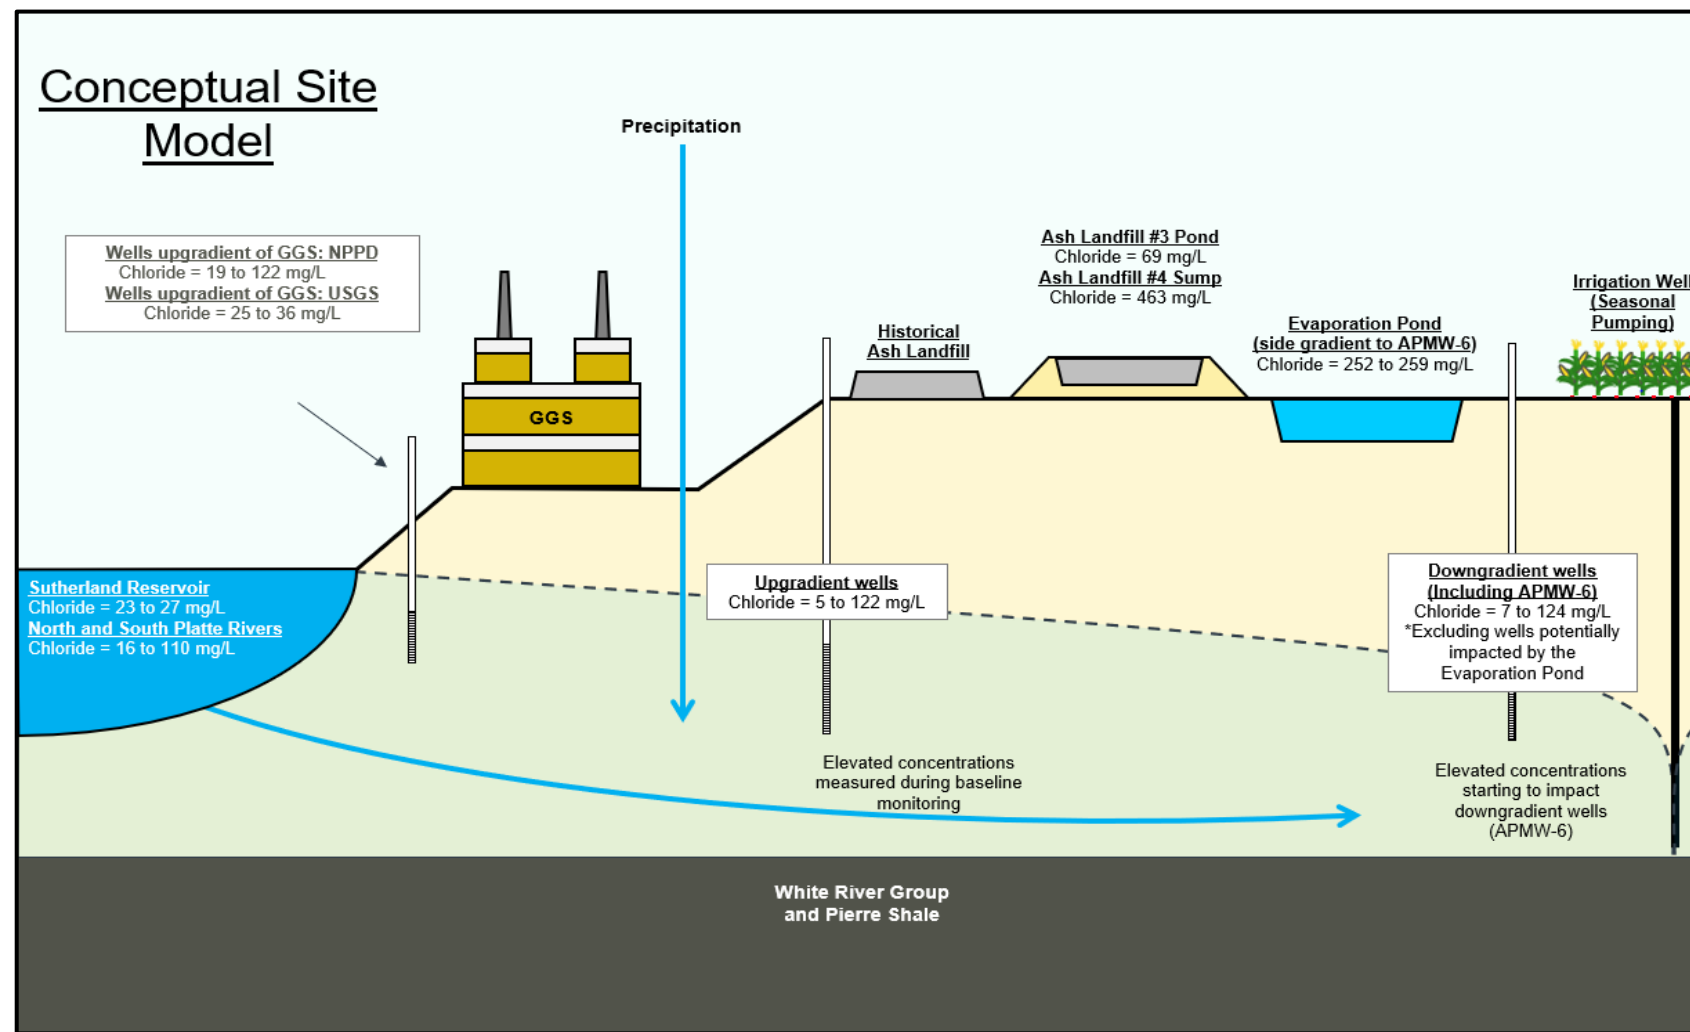 Conceptual Site
Model
Precipitation
Wells upgradient of GGS: NPPD
Chloride = 19 to 122 mg/L
Wells upgradient of GGS: USGS
Chloride = 25 to 36 mg/L
GGS
Historical
Ash Landfill
Ash Landfill #3 Pond
Chloride = 69 mg/L
Ash Landfill #4 Sump
Chloride = 463 mg/L
Evaporation Pond
(side gradient to APMW-6)
Chloride = 252 to 259 mg/L
Irrigation Well
(Seasonal
Pumping)
Sutherland Reservoir
Chloride = 23 to 27 mg/L
North and South Platte Rivers
Chloride = 16 to 110 mg/L
Upgradient wells
Chloride = 5 to 122 mg/L
Downgradient wells
(Including APMW-6)
Chloride = 7 to 124 mg/L
*Excluding wells potentially
impacted by the
Evaporation Pond
Elevated concentrations
measured during baseline
monitoring
Elevated concentrations
starting to impact
downgradient wells
(APMW-6)
White River Group
and Pierre Shale